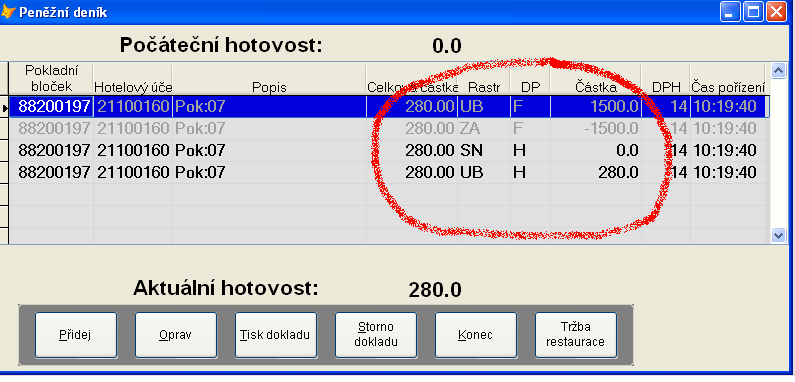 Peněžní deník
Počáteční hotovost: 0.0
Pokladní bloček Hotelový úče Popis Celková částka Rastr DP Částka DPH Čas pořízení
88200197 21100160 Pok:07 280.00 UB F 1500.0 14 10:19:40
88200197 21100160 Pok:07 280.00 ZA F -1500.0 14 10:19:40
88200197 21100160 Pok:07 280.00 SN H 0.0 14 10:19:40
88200197 21100160 Pok:07 280.00 UB H 280.0 14 10:19:40
Aktuální hotovost: 280.0
Přidej Oprav Tisk dokladu Storno dokladu Konec Tržba restaurace